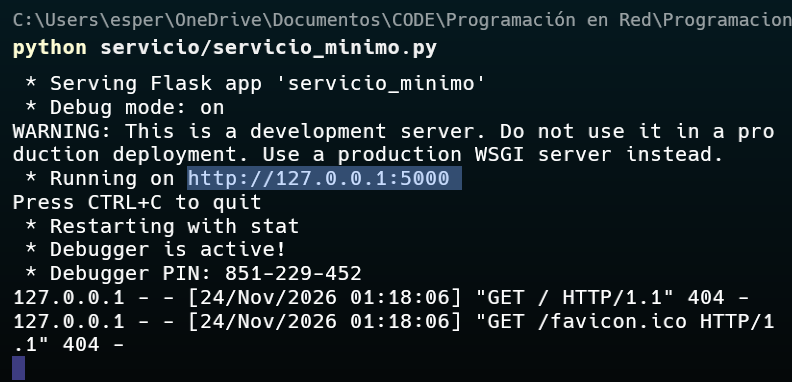 C:\Users\esper\OneDrive\Documentos\CODE\Programación en Red\Programacion
python servicio/servicio_minimo.py
 * Serving Flask app 'servicio_minimo'
 * Debug mode: on
WARNING: This is a development server. Do not use it in a pro
duction deployment. Use a production WSGI server instead.
 * Running on http://127.0.0.1:5000
Press CTRL+C to quit
 * Restarting with stat
 * Debugger is active!
 * Debugger PIN: 851-229-452
127.0.0.1 - - [24/Nov/2026 01:18:06] "GET / HTTP/1.1" 404 -
127.0.0.1 - - [24/Nov/2026 01:18:06] "GET /favicon.ico HTTP/1
.1" 404 -